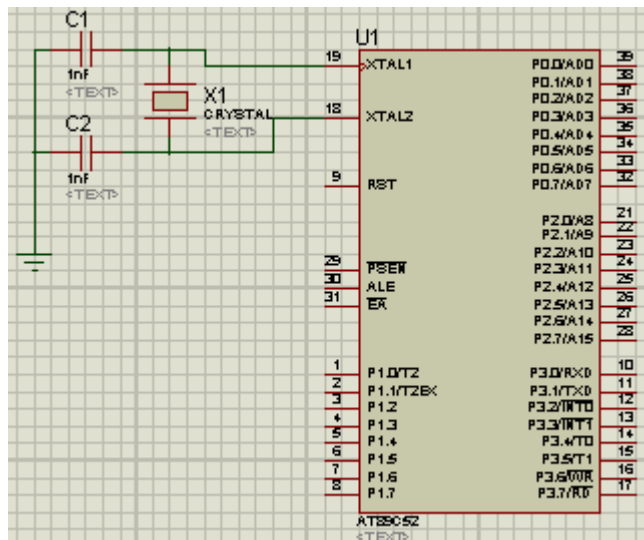 C1
1nF
<TEXT>
X1
CRYSTAL
<TEXT>
C2
1nF
<TEXT>
U1
19 XTAL1
18 XTAL2
9 RST
29 PSEN
30 ALE
31 EA
1 P1.0/T2
2 P1.1/T2EX
3 P1.2
4 P1.3
5 P1.4
6 P1.5
7 P1.6
8 P1.7
P0.0/AD0 39
P0.1/AD1 38
P0.2/AD2 37
P0.3/AD3 36
P0.4/AD4 35
P0.5/AD5 34
P0.6/AD6 33
P0.7/AD7 32
P2.0/A8 21
P2.1/A9 22
P2.2/A10 23
P2.3/A11 24
P2.4/A12 25
P2.5/A13 26
P2.6/A14 27
P2.7/A15 28
P3.0/RXD 10
P3.1/TXD 11
P3.2/INT0 12
P3.3/INT1 13
P3.4/T0 14
P3.5/T1 15
P3.6/WR 16
P3.7/RD 17
AT89C52
<TEXT>